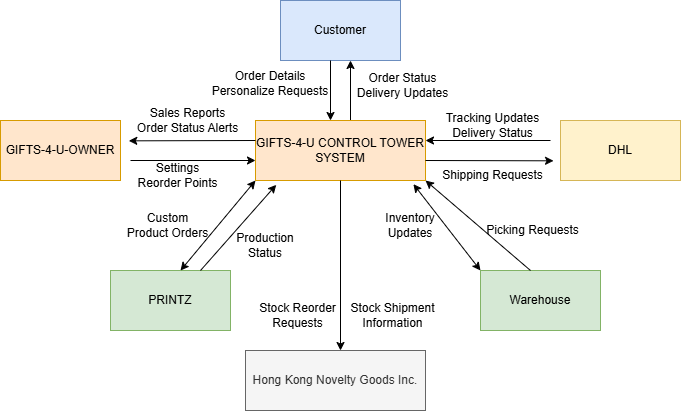 Customer
Order Details
Personalize Requests
Order Status
Delivery Updates
Sales Reports
Order Status Alerts
Tracking Updates
Delivery Status
GIFTS-4-U-OWNER
GIFTS-4-U CONTROL TOWER
SYSTEM
DHL
Settings
Reorder Points
Shipping Requests
Custom
Product Orders
Production
Status
Inventory
Updates
Picking Requests
PRINTZ
Warehouse
Stock Reorder
Requests
Stock Shipment
Information
Hong Kong Novelty Goods Inc.